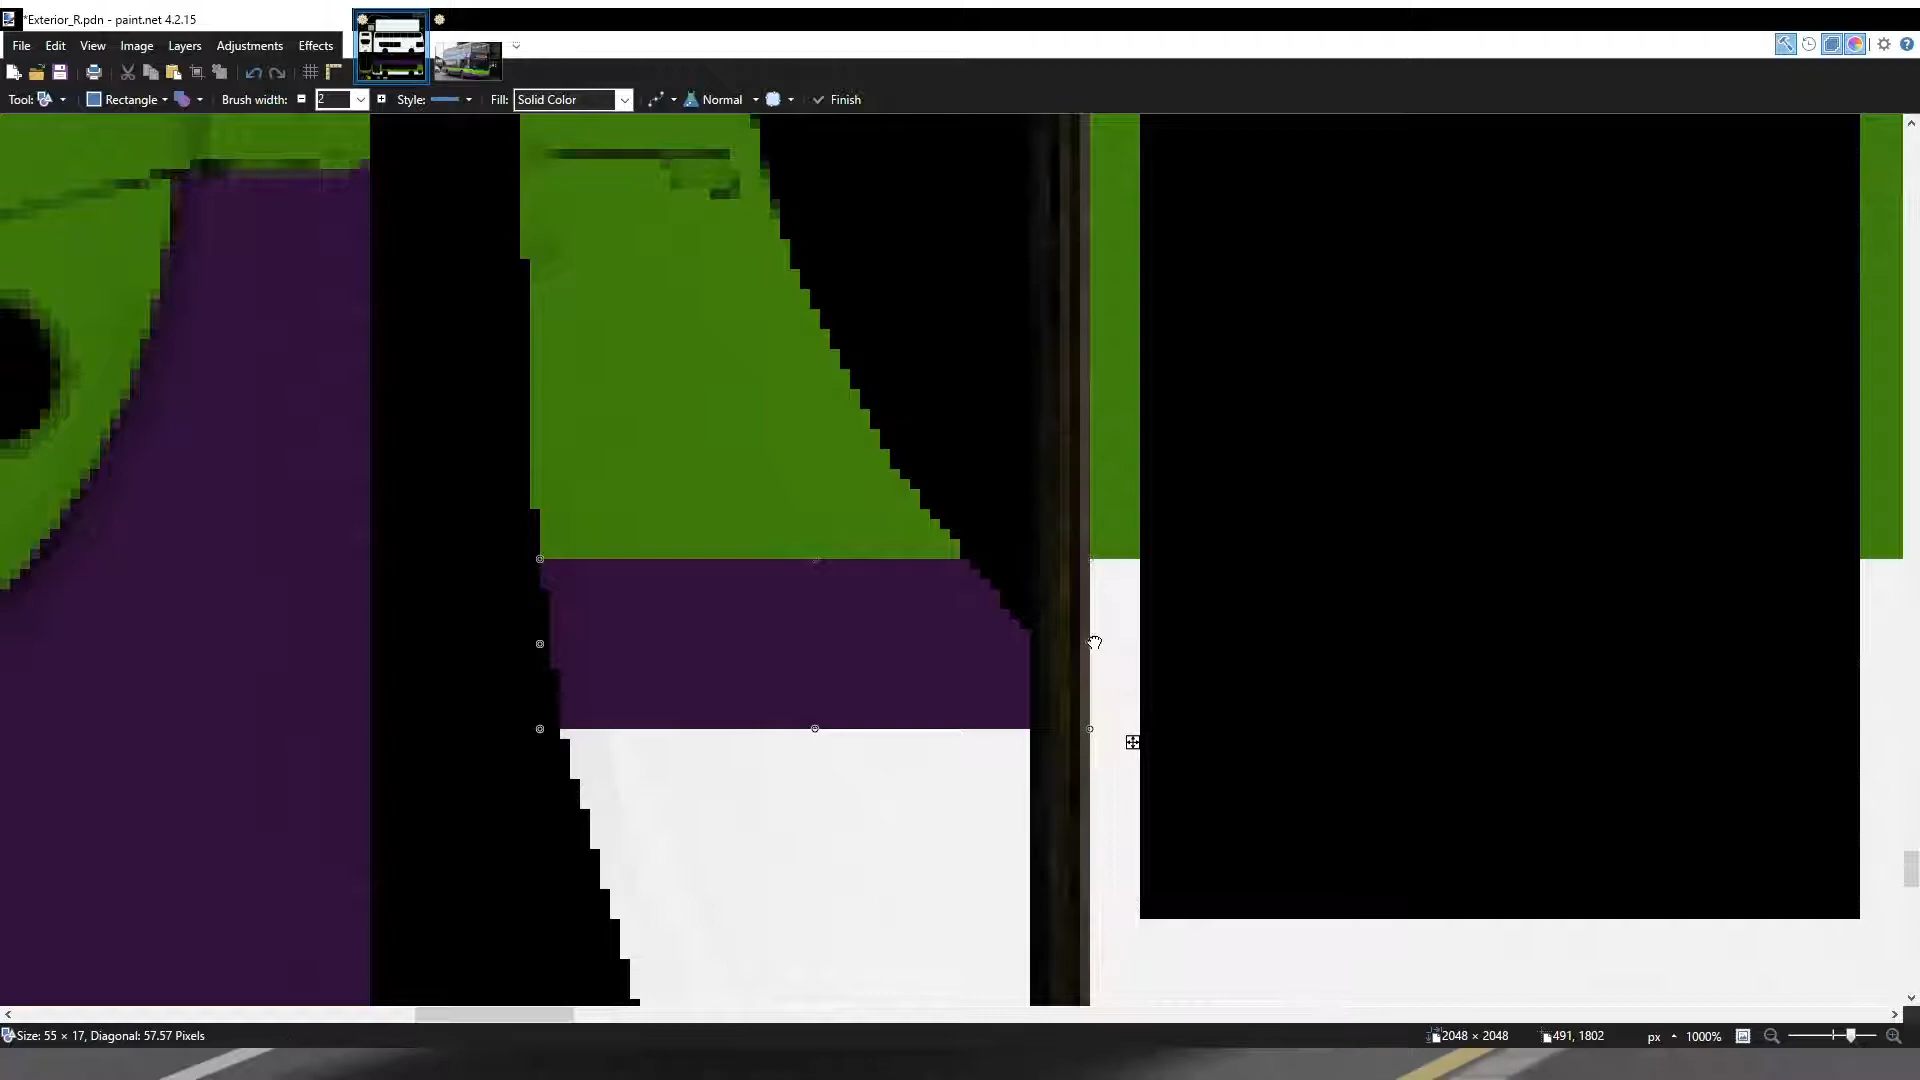 *Exterior_R.pdn - paint.net 4.2.15
File Edit View Image Layers Adjustments Effects
Tool: Rectangle Brush width: 2 Style: Fill: Solid Color Normal Finish
Size: 55 × 17, Diagonal: 57.57 Pixels 2048 × 2048 491, 1802 px 1000%